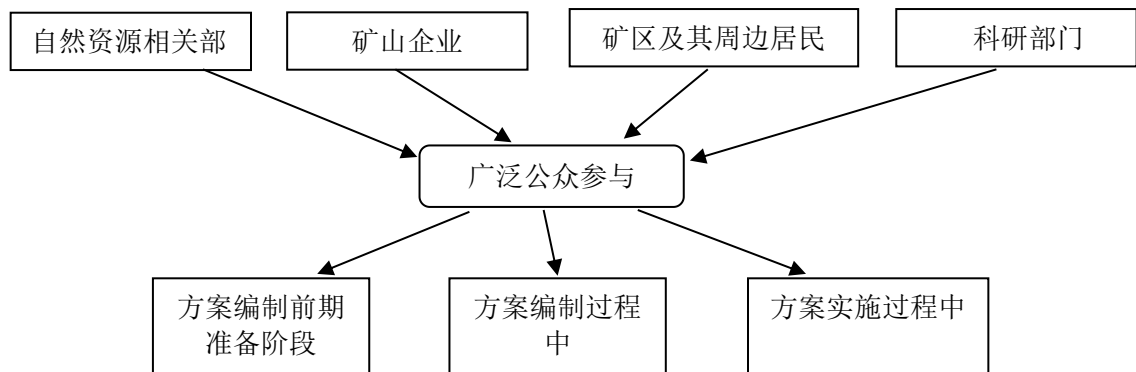 自然资源相关部
矿山企业
矿区及其周边居民
科研部门
广泛公众参与
方案编制前期
准备阶段
方案编制过程
中
方案实施过程中